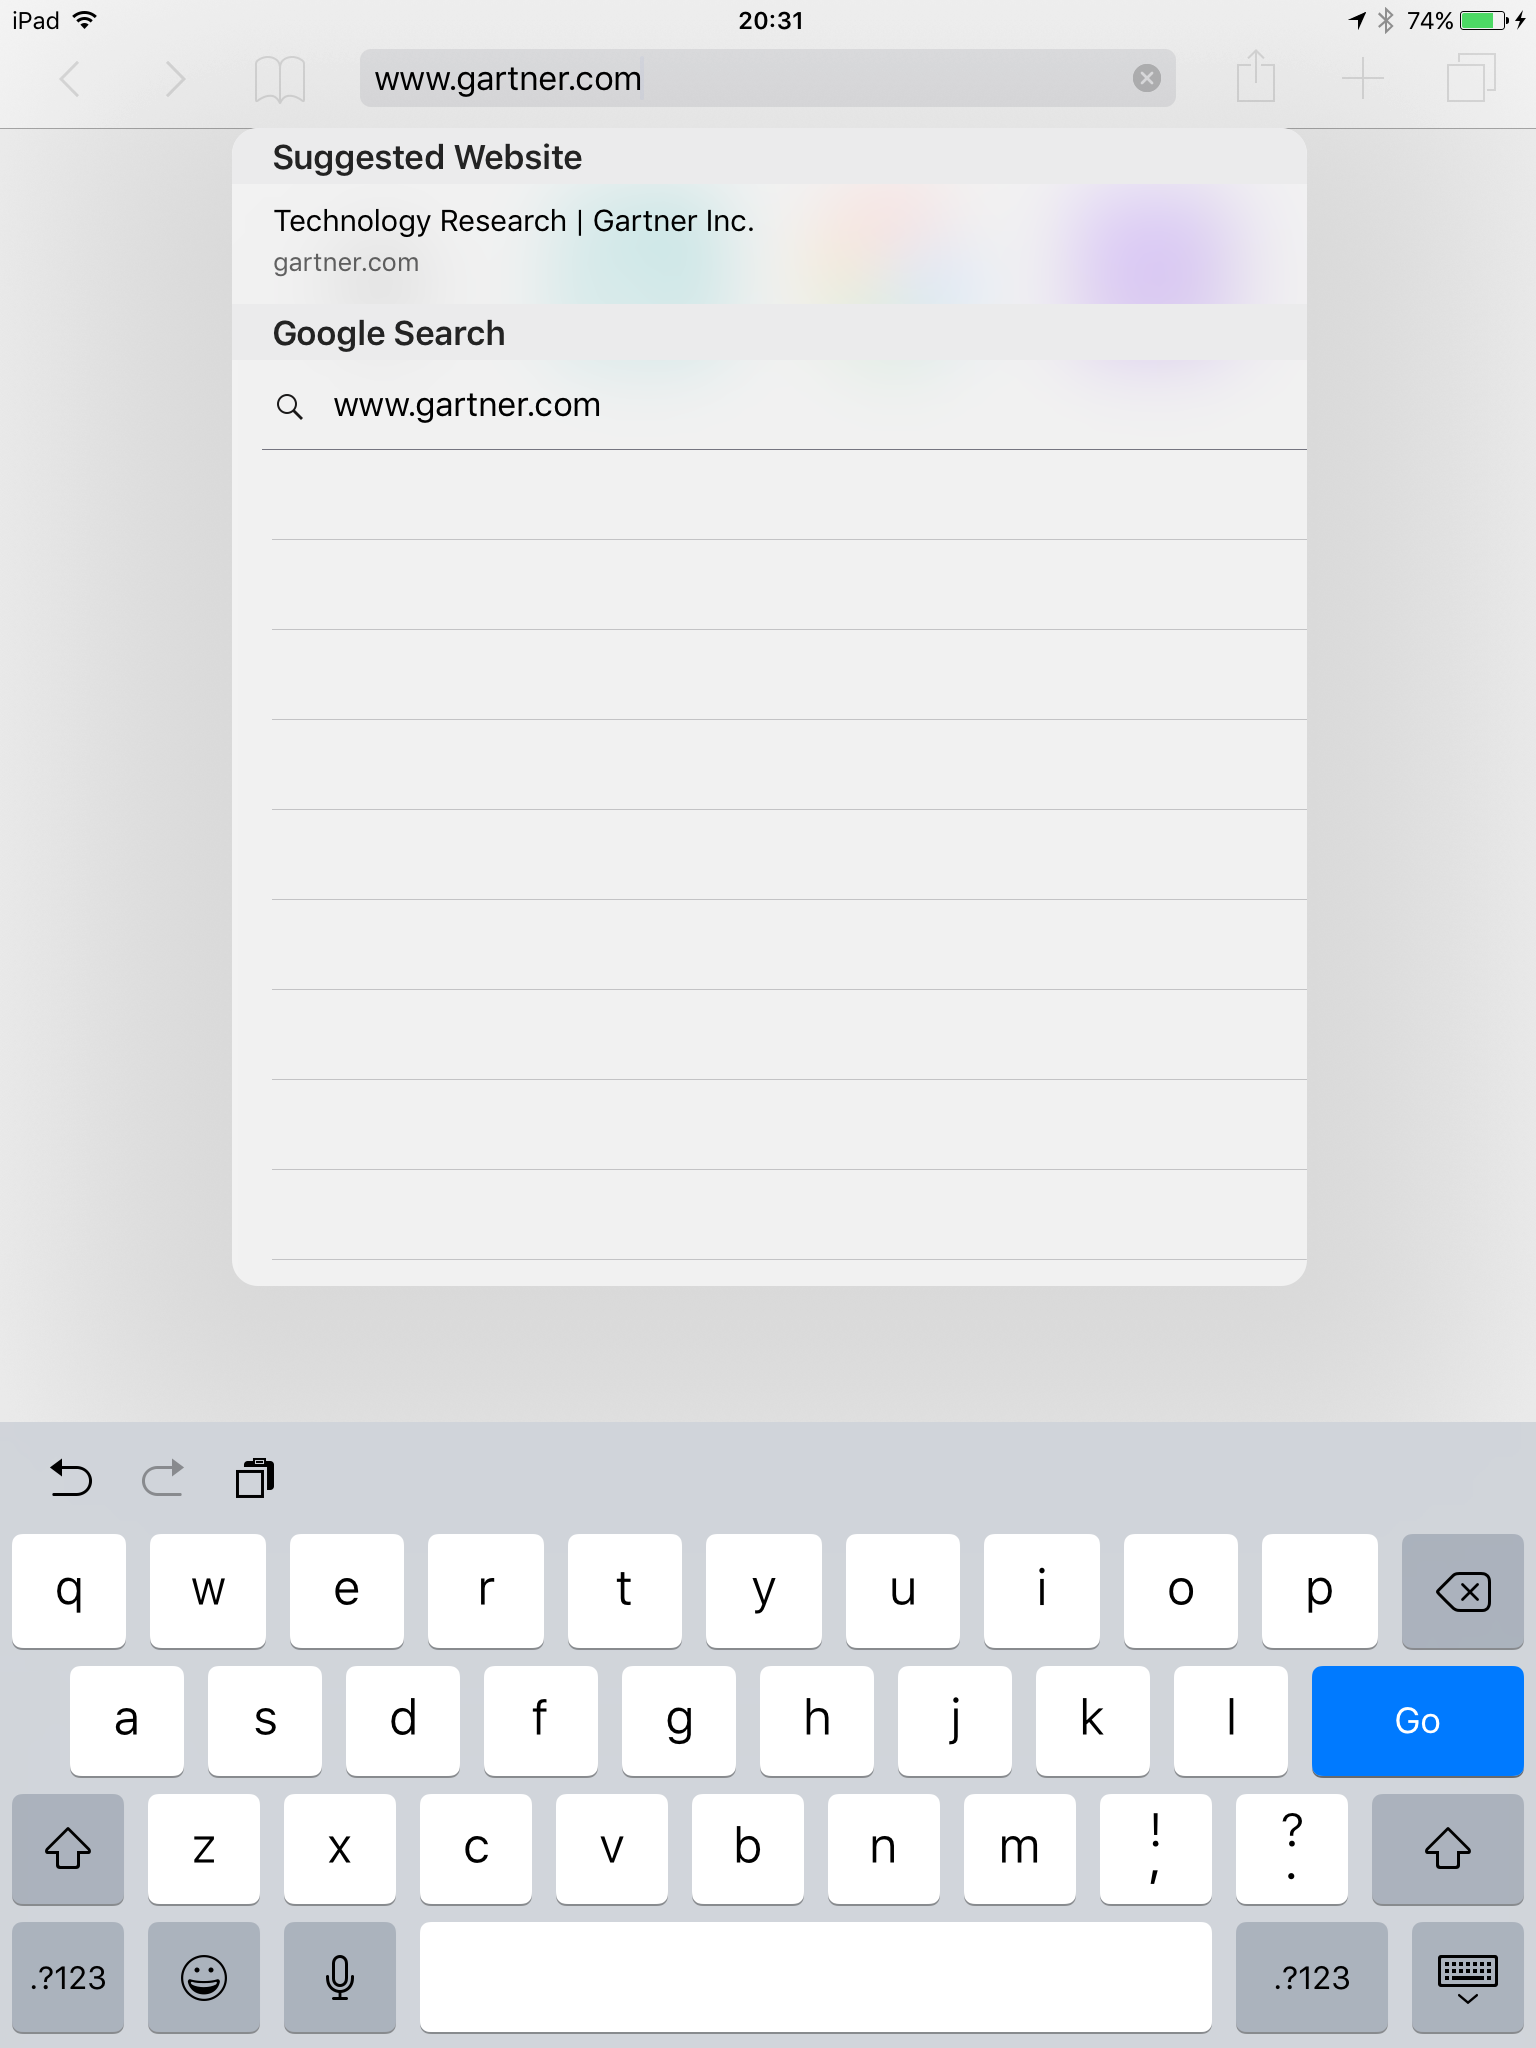 iPad 20:31 74%
www.gartner.com
Suggested Website
Technology Research | Gartner Inc.
gartner.com
Google Search
www.gartner.com
q w e r t y u i o p
a s d f g h j k l Go
z x c v b n m ! , ? .
.?123 .?123